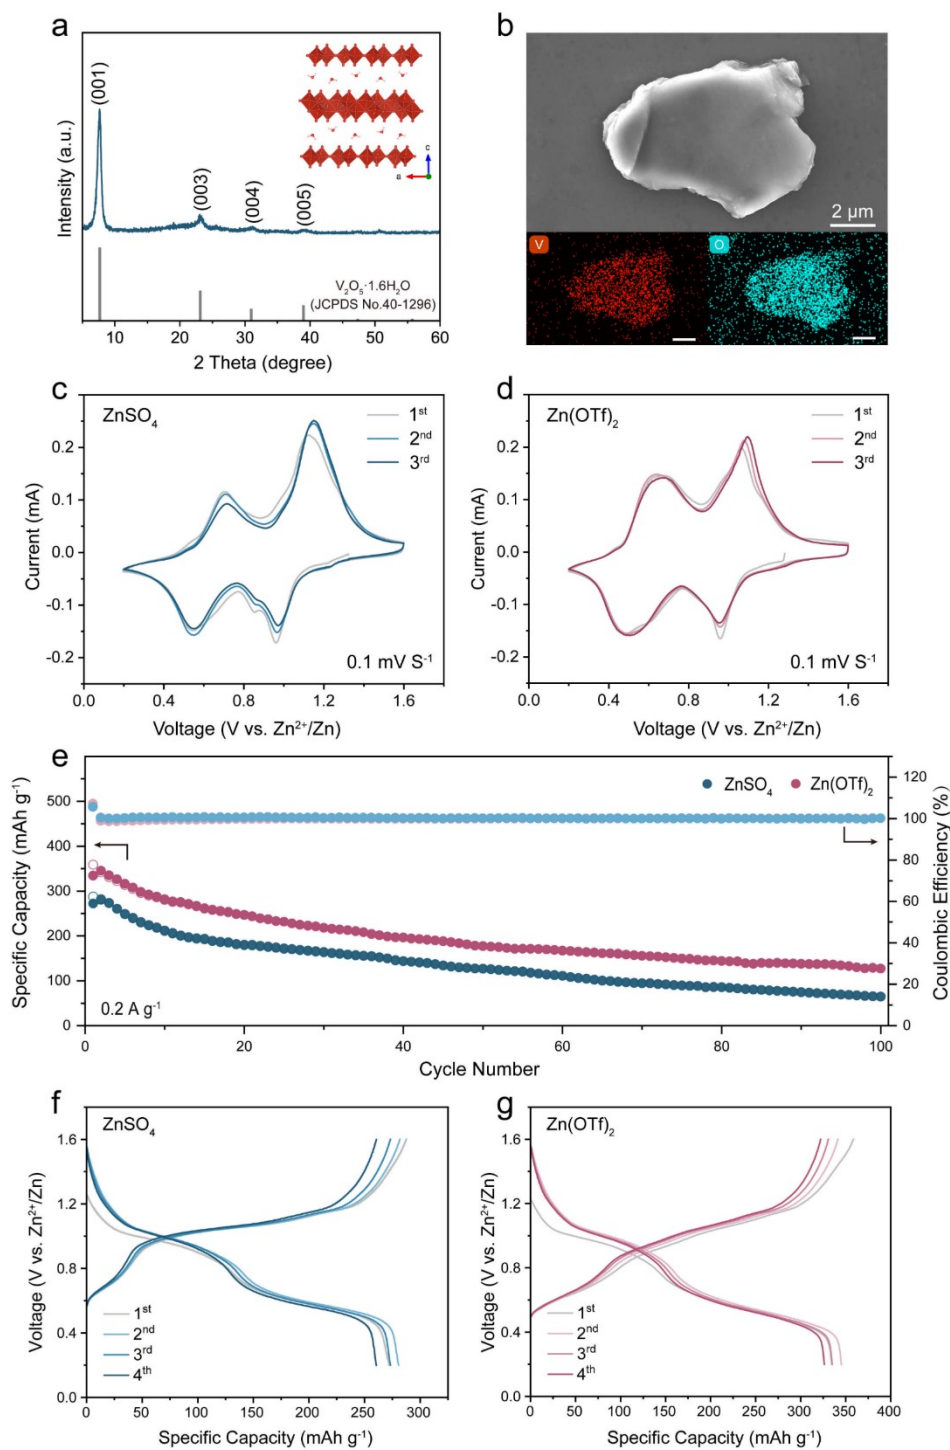 a
(001)
(003)
(004)
(005)
c
a
Intensity (a.u.)
V₂O₅·1.6H₂O
(JCPDS No.40-1296)
10 20 30 40 50 60
2 Theta (degree)
b
2 μm
V
O
c
ZnSO₄
1ˢᵗ
2ⁿᵈ
3ʳᵈ
0.2
0.1
0.0
-0.1
-0.2
Current (mA)
0.1 mV S⁻¹
0.0 0.4 0.8 1.2 1.6
Voltage (V vs. Zn²⁺/Zn)
d
Zn(OTf)₂
1ˢᵗ
2ⁿᵈ
3ʳᵈ
0.2
0.1
0.0
-0.1
-0.2
Current (mA)
0.1 mV S⁻¹
0.0 0.4 0.8 1.2 1.6
Voltage (V vs. Zn²⁺/Zn)
e
ZnSO₄ Zn(OTf)₂
500
400
300
200
100
0
Specific Capacity (mAh g⁻¹)
120
100
80
60
40
20
0
Coulombic Efficiency (%)
0.2 A g⁻¹
0 20 40 60 80 100
Cycle Number
f
ZnSO₄
1.6
1.2
0.8
0.4
0.0
Voltage (V vs. Zn²⁺/Zn)
1ˢᵗ
2ⁿᵈ
3ʳᵈ
4ᵗʰ
0 50 100 150 200 250 300
Specific Capacity (mAh g⁻¹)
g
Zn(OTf)₂
1.6
1.2
0.8
0.4
0.0
Voltage (V vs. Zn²⁺/Zn)
1ˢᵗ
2ⁿᵈ
3ʳᵈ
4ᵗʰ
0 50 100 150 200 250 300 350 400
Specific Capacity (mAh g⁻¹)